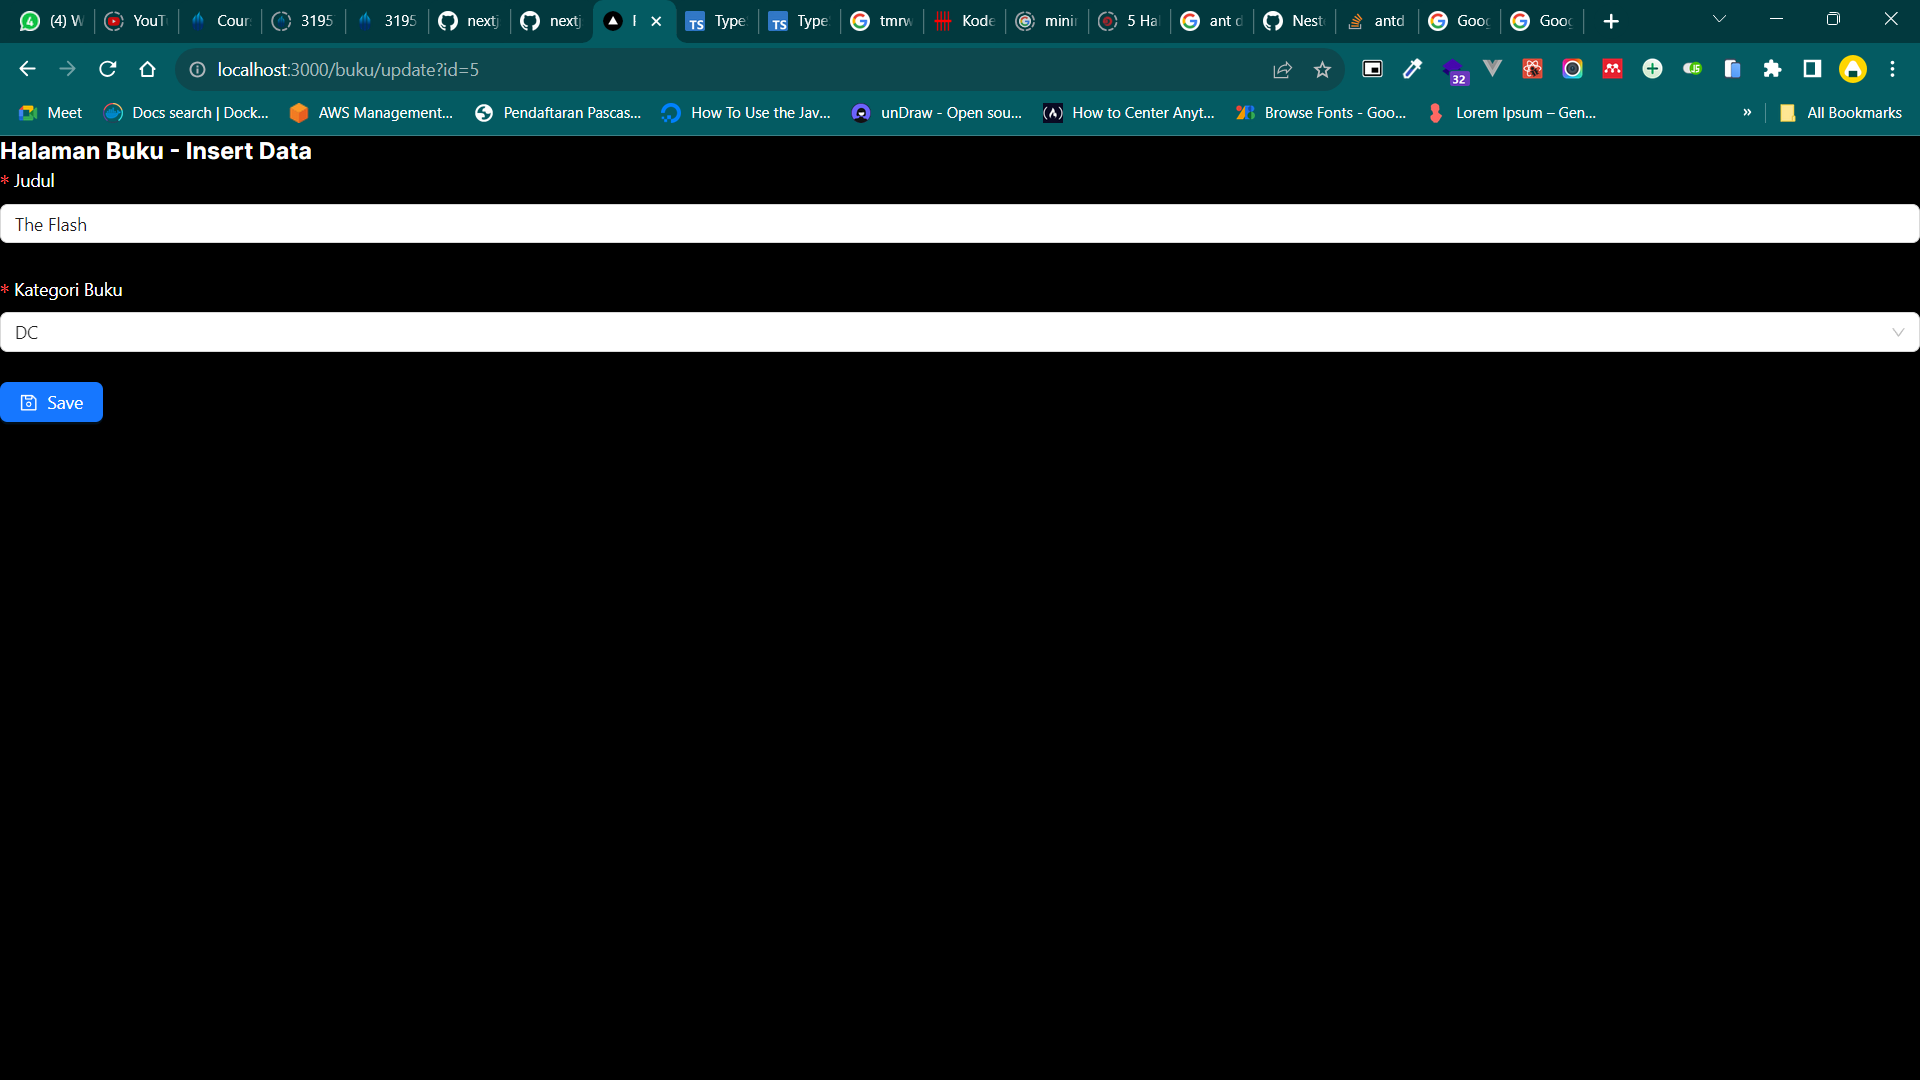 (4) W
YouT
Cour
3195
3195
nextj
nextj
Type
Type
tmrw
Kode
mini
5 Hal
ant d
Nest
antd
Goog
Goog
localhost:3000/buku/update?id=5
32
Meet
Docs search | Dock...
AWS Management...
Pendaftaran Pascas...
How To Use the Jav...
unDraw - Open sou...
How to Center Anyt...
Browse Fonts - Goo...
Lorem Ipsum – Gen...
»
All Bookmarks
Halaman Buku - Insert Data
* Judul
The Flash
* Kategori Buku
DC
Save